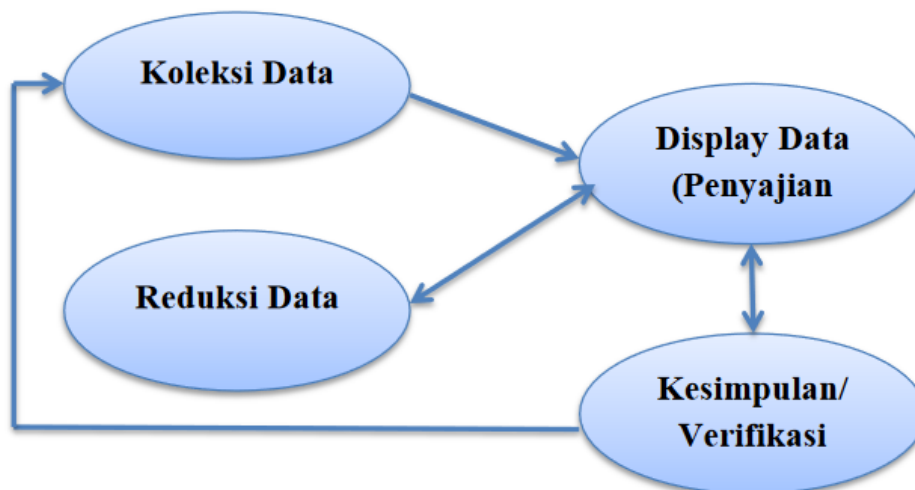 Koleksi Data
Display Data
(Penyajian
Reduksi Data
Kesimpulan/
Verifikasi